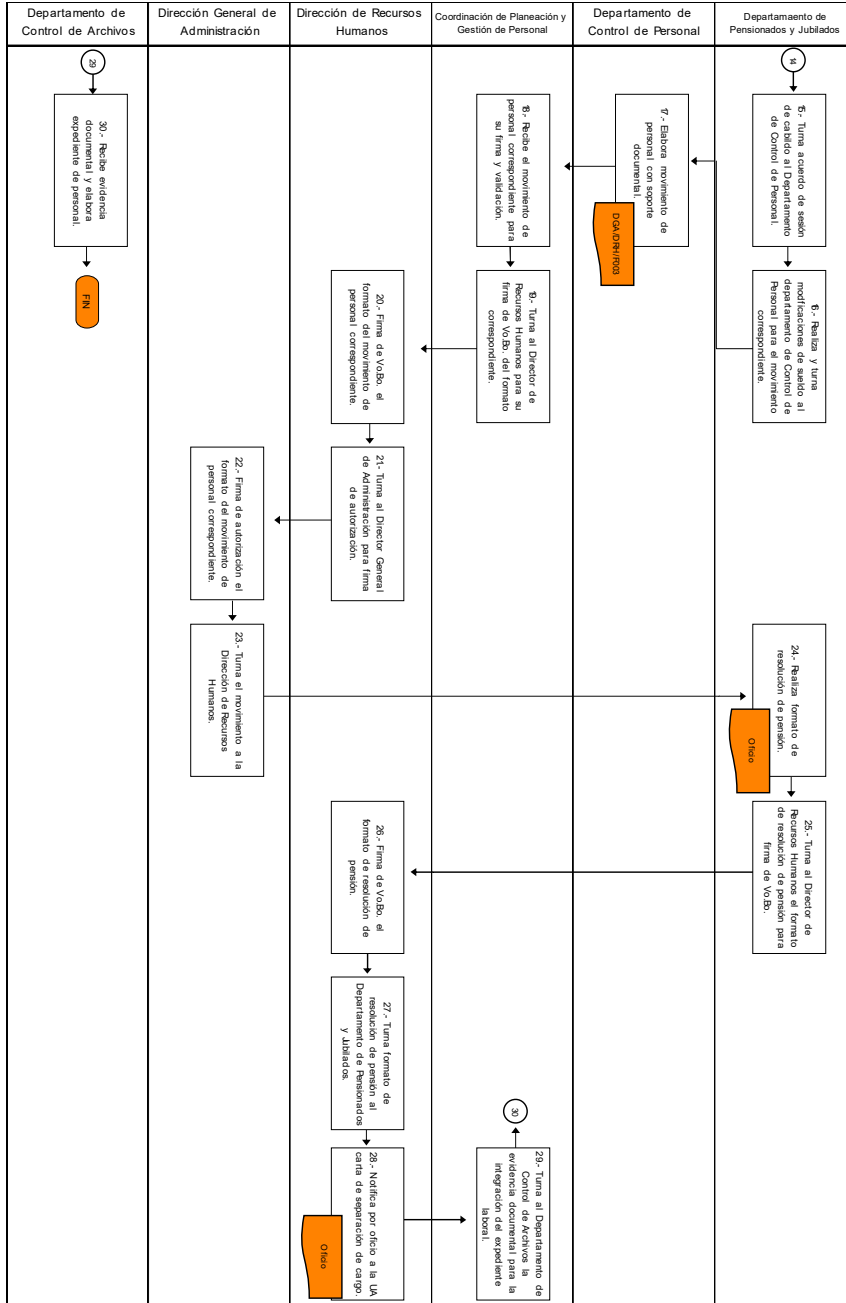 Departamento de
Control de Archivos
Dirección General de
Administración
Dirección de Recursos
Humanos
Coordinación de Planeación y
Gestión de Personal
Departamento de
Control de Personal
Departamaento de
Pensionados y Jubilados
14
15.- Turna acuerdo de sesión
de cabildo al Departamento
de Control de Personal.
16.- Realiza y turna
modificaciones de sueldo al
departamento de Control de
Personal para el movimiento
correspondiente.
17.- Elabora movimiento de
personal con soporte
documental.
DGA/DRH/F003
18.- Recibe el movimiento de
personal correspondiente para
su firma y validación.
19.- Turna al Director de
Recursos Humanos para su
firma de Vo.Bo. del formato
correspondiente.
20.- Firma de Vo.Bo. el
formato del movimiento de
personal correspondiente.
21.- Turna al Director General
de Administración para firma
de autorización.
22.- Firma de autorización el
formato del movimiento de
personal correspondiente.
23.- Turna el movimiento a la
Dirección de Recursos
Humanos.
24.- Realiza formato de
resolución de pensión.
Oficio
25.- Turna al Director de
Recursos Humanos el formato
de resolución de pensión para
firma de Vo.Bo.
26.- Firma de Vo.Bo. el
formato de resolución de
pensión.
27.- Turna formato de
resolución de pensión al
Departamento de Pensionados
y Jubilados.
28.- Notifica por oficio a la UA
carta de separación de cargo.
Oficio
29.- Turna al Departamento de
Control de Archivos la
evidencia documental para la
integración del expediente
laboral.
30
29
30.- Recibe evidencia
documental y elabora
expediente de personal.
FIN